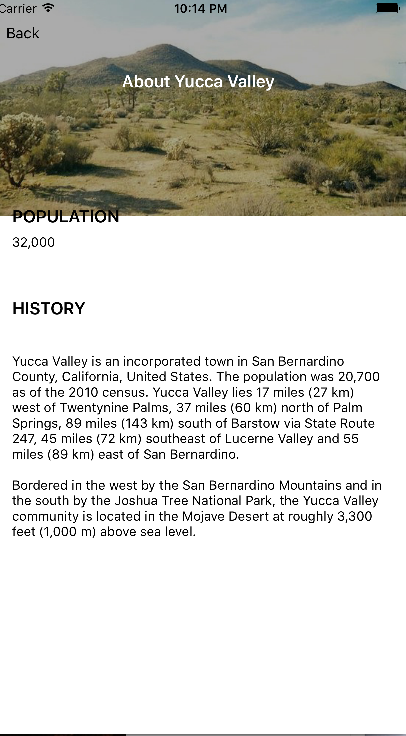 Carrier 10:14 PM
Back
About Yucca Valley
POPULATION
32,000
HISTORY
Yucca Valley is an incorporated town in San Bernardino
County, California, United States. The population was 20,700
as of the 2010 census. Yucca Valley lies 17 miles (27 km)
west of Twentynine Palms, 37 miles (60 km) north of Palm
Springs, 89 miles (143 km) south of Barstow via State Route
247, 45 miles (72 km) southeast of Lucerne Valley and 55
miles (89 km) east of San Bernardino.
Bordered in the west by the San Bernardino Mountains and in
the south by the Joshua Tree National Park, the Yucca Valley
community is located in the Mojave Desert at roughly 3,300
feet (1,000 m) above sea level.